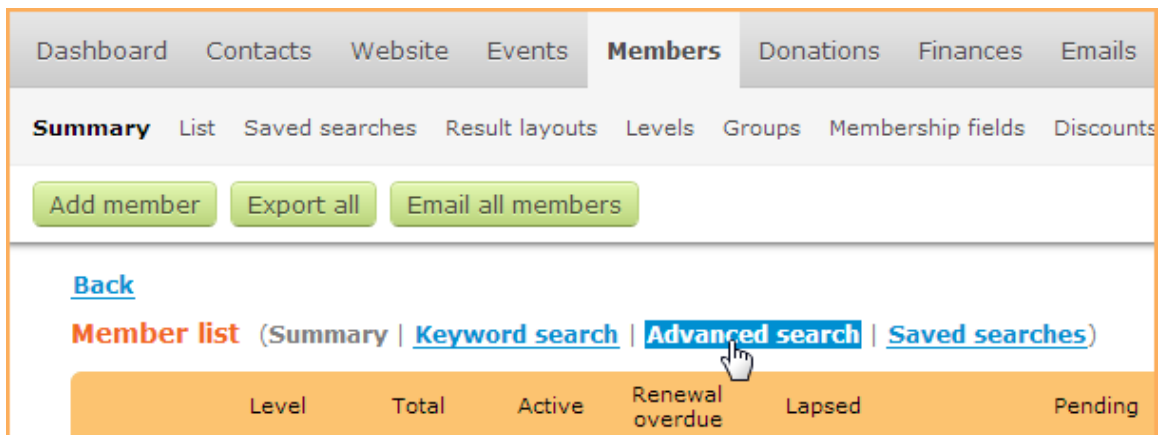 Dashboard Contacts Website Events Members Donations Finances Emails
Summary List Saved searches Result layouts Levels Groups Membership fields Discounts
Add member Export all Email all members
Back
Member list (Summary | Keyword search | Advanced search | Saved searches)
Level Total Active Renewal overdue Lapsed Pending